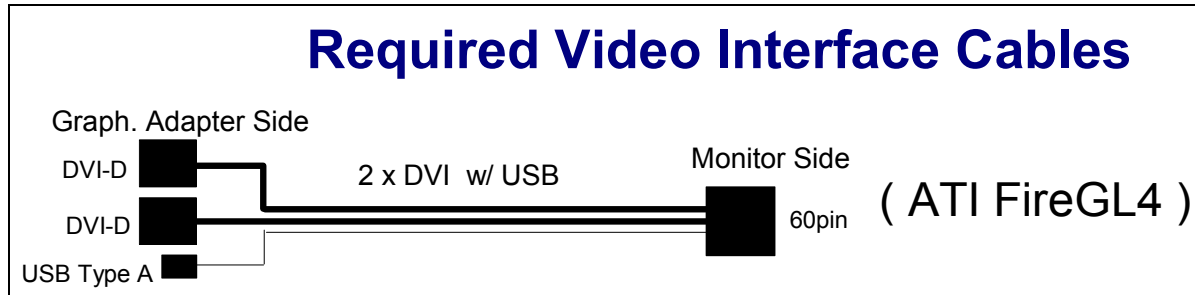 Required Video Interface Cables
Graph. Adapter Side
Monitor Side
DVI-D
2 x DVI w/ USB
( ATI FireGL4 )
DVI-D
60pin
USB Type A